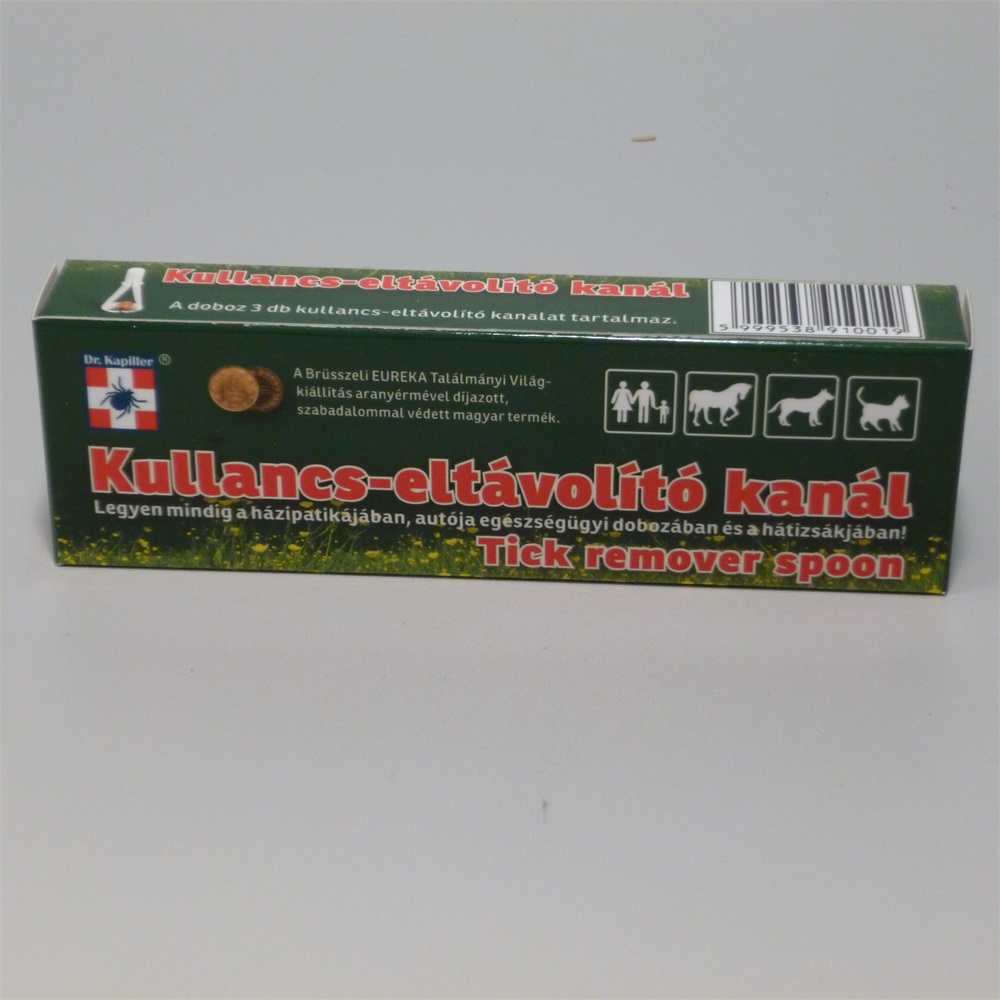 Kullancs-eltávolító kanál
A doboz 3 db kullancs-eltávolító kanalat tartalmaz.
5 999538 910019
Dr. Kapiller ®
A Brüsszeli EUREKA Találmányi Világ-
kiállítás aranyérmével díjazott,
szabadalommal védett magyar termék.
Kullancs-eltávolító kanál
Legyen mindig a házipatikájában, autója egészségügyi dobozában és a hátizsákjában!
Tick remover spoon